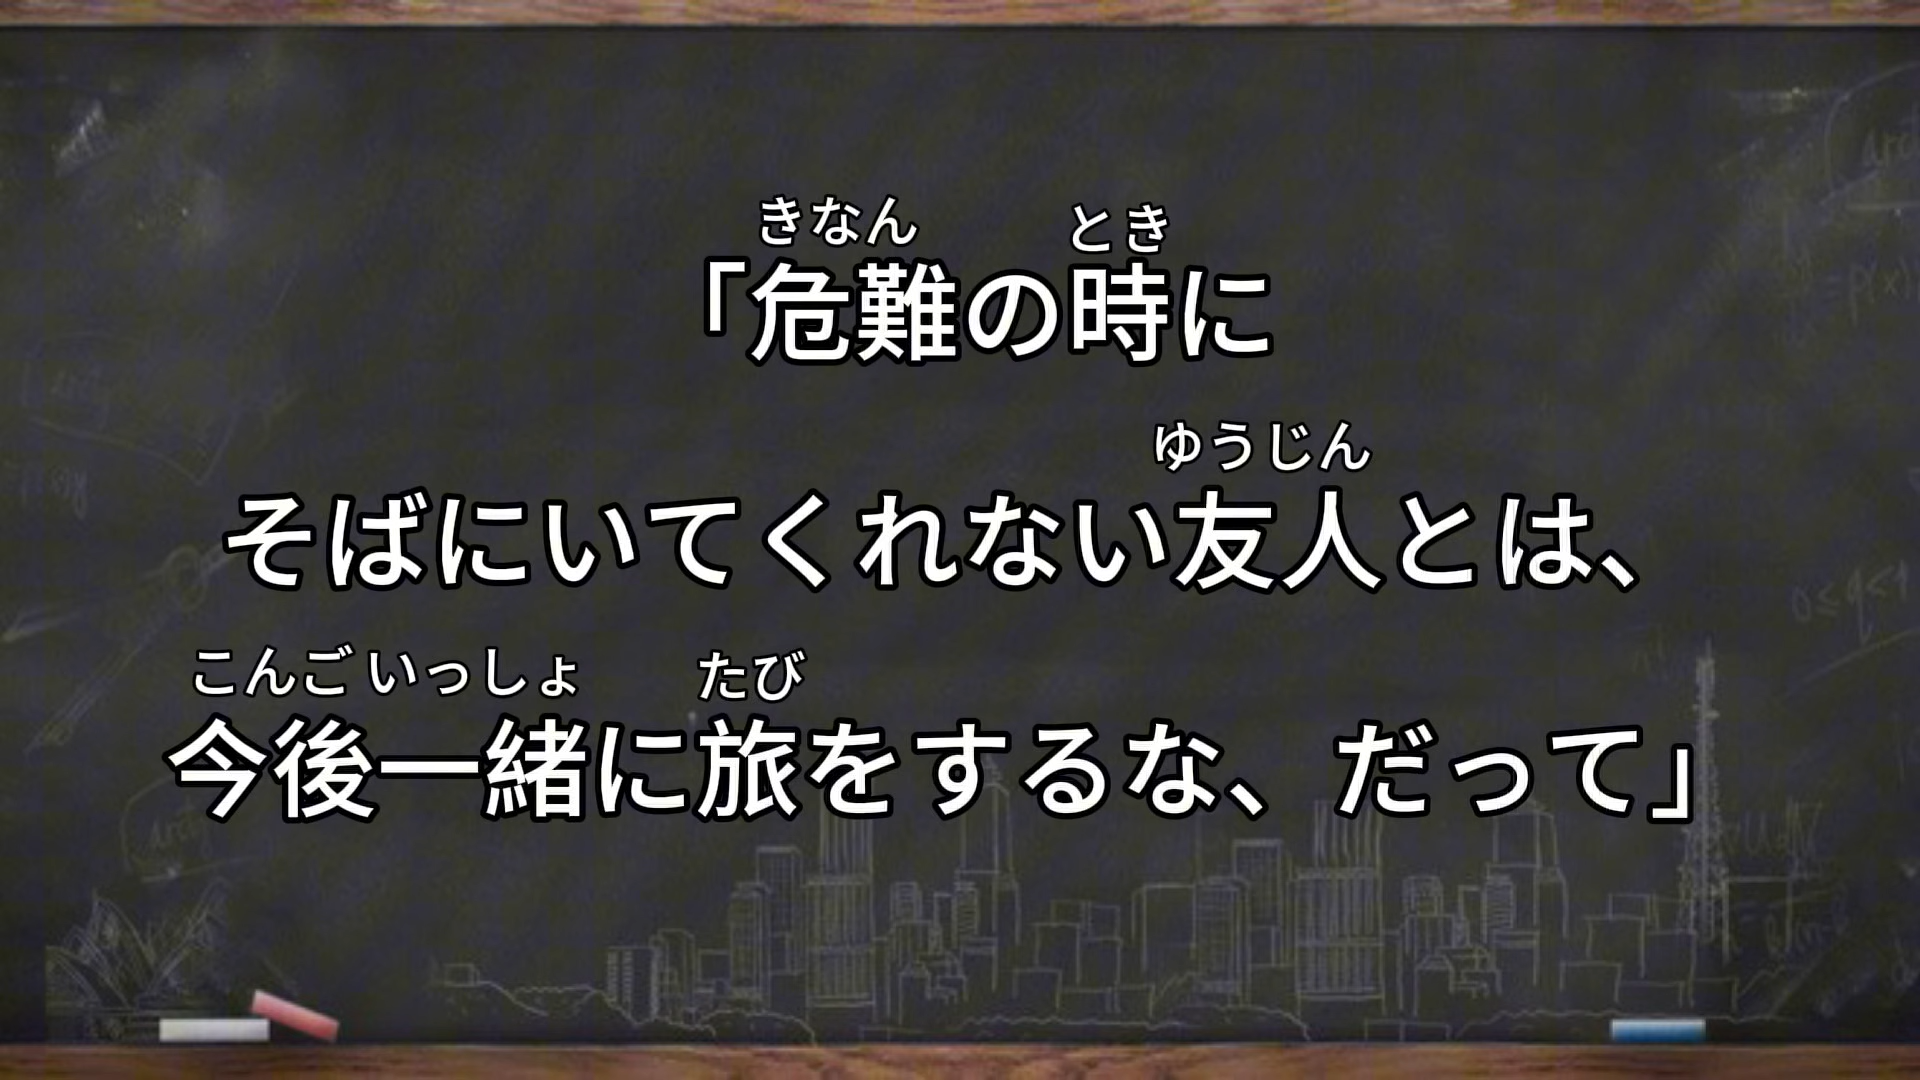 きなん とき
「危難の時に
ゆうじん
そばにいてくれない友人とは、
こんごいっしょ たび
今後一緒に旅をするな、だって」